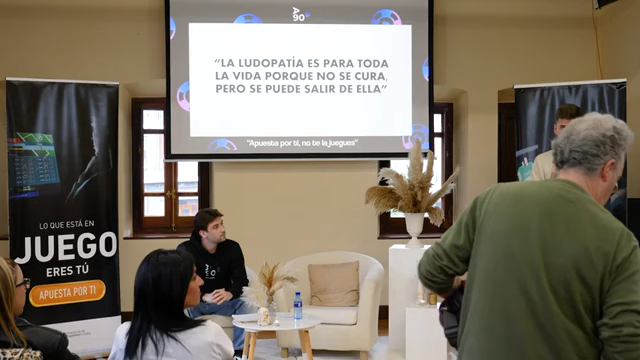 A
90
“LA LUDOPATÍA ES PARA TODA
LA VIDA PORQUE NO SE CURA,
PERO SE PUEDE SALIR DE ELLA”
“Apuesta por ti, no te la juegues”
LO QUE ESTÁ EN
JUEGO
ERES TÚ
APUESTA POR TI